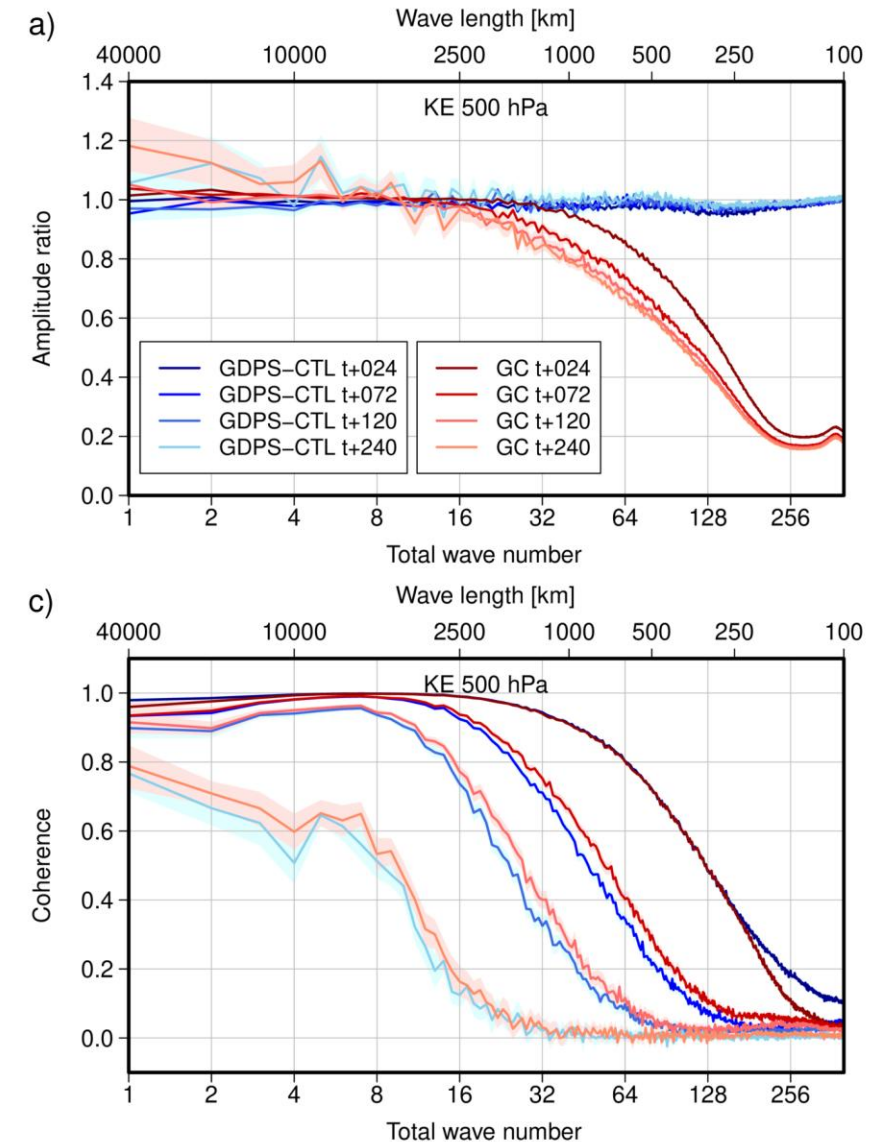 a)
Wave length [km]
40000 10000 2500 1000 500 250 100
KE 500 hPa
Amplitude ratio
1.4
1.2
1.0
0.8
0.6
0.4
0.2
0.0
GDPS−CTL t+024
GDPS−CTL t+072
GDPS−CTL t+120
GDPS−CTL t+240
GC t+024
GC t+072
GC t+120
GC t+240
1 2 4 8 16 32 64 128 256
Total wave number
c)
Wave length [km]
40000 10000 2500 1000 500 250 100
KE 500 hPa
Coherence
1.0
0.8
0.6
0.4
0.2
0.0
1 2 4 8 16 32 64 128 256
Total wave number